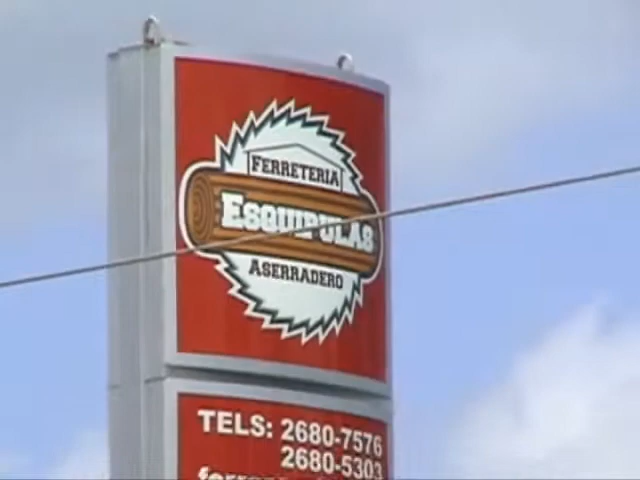 FERRETERIA
ESQUIPULAS
ASERRADERO
TELS: 2680-7576
2680-5303